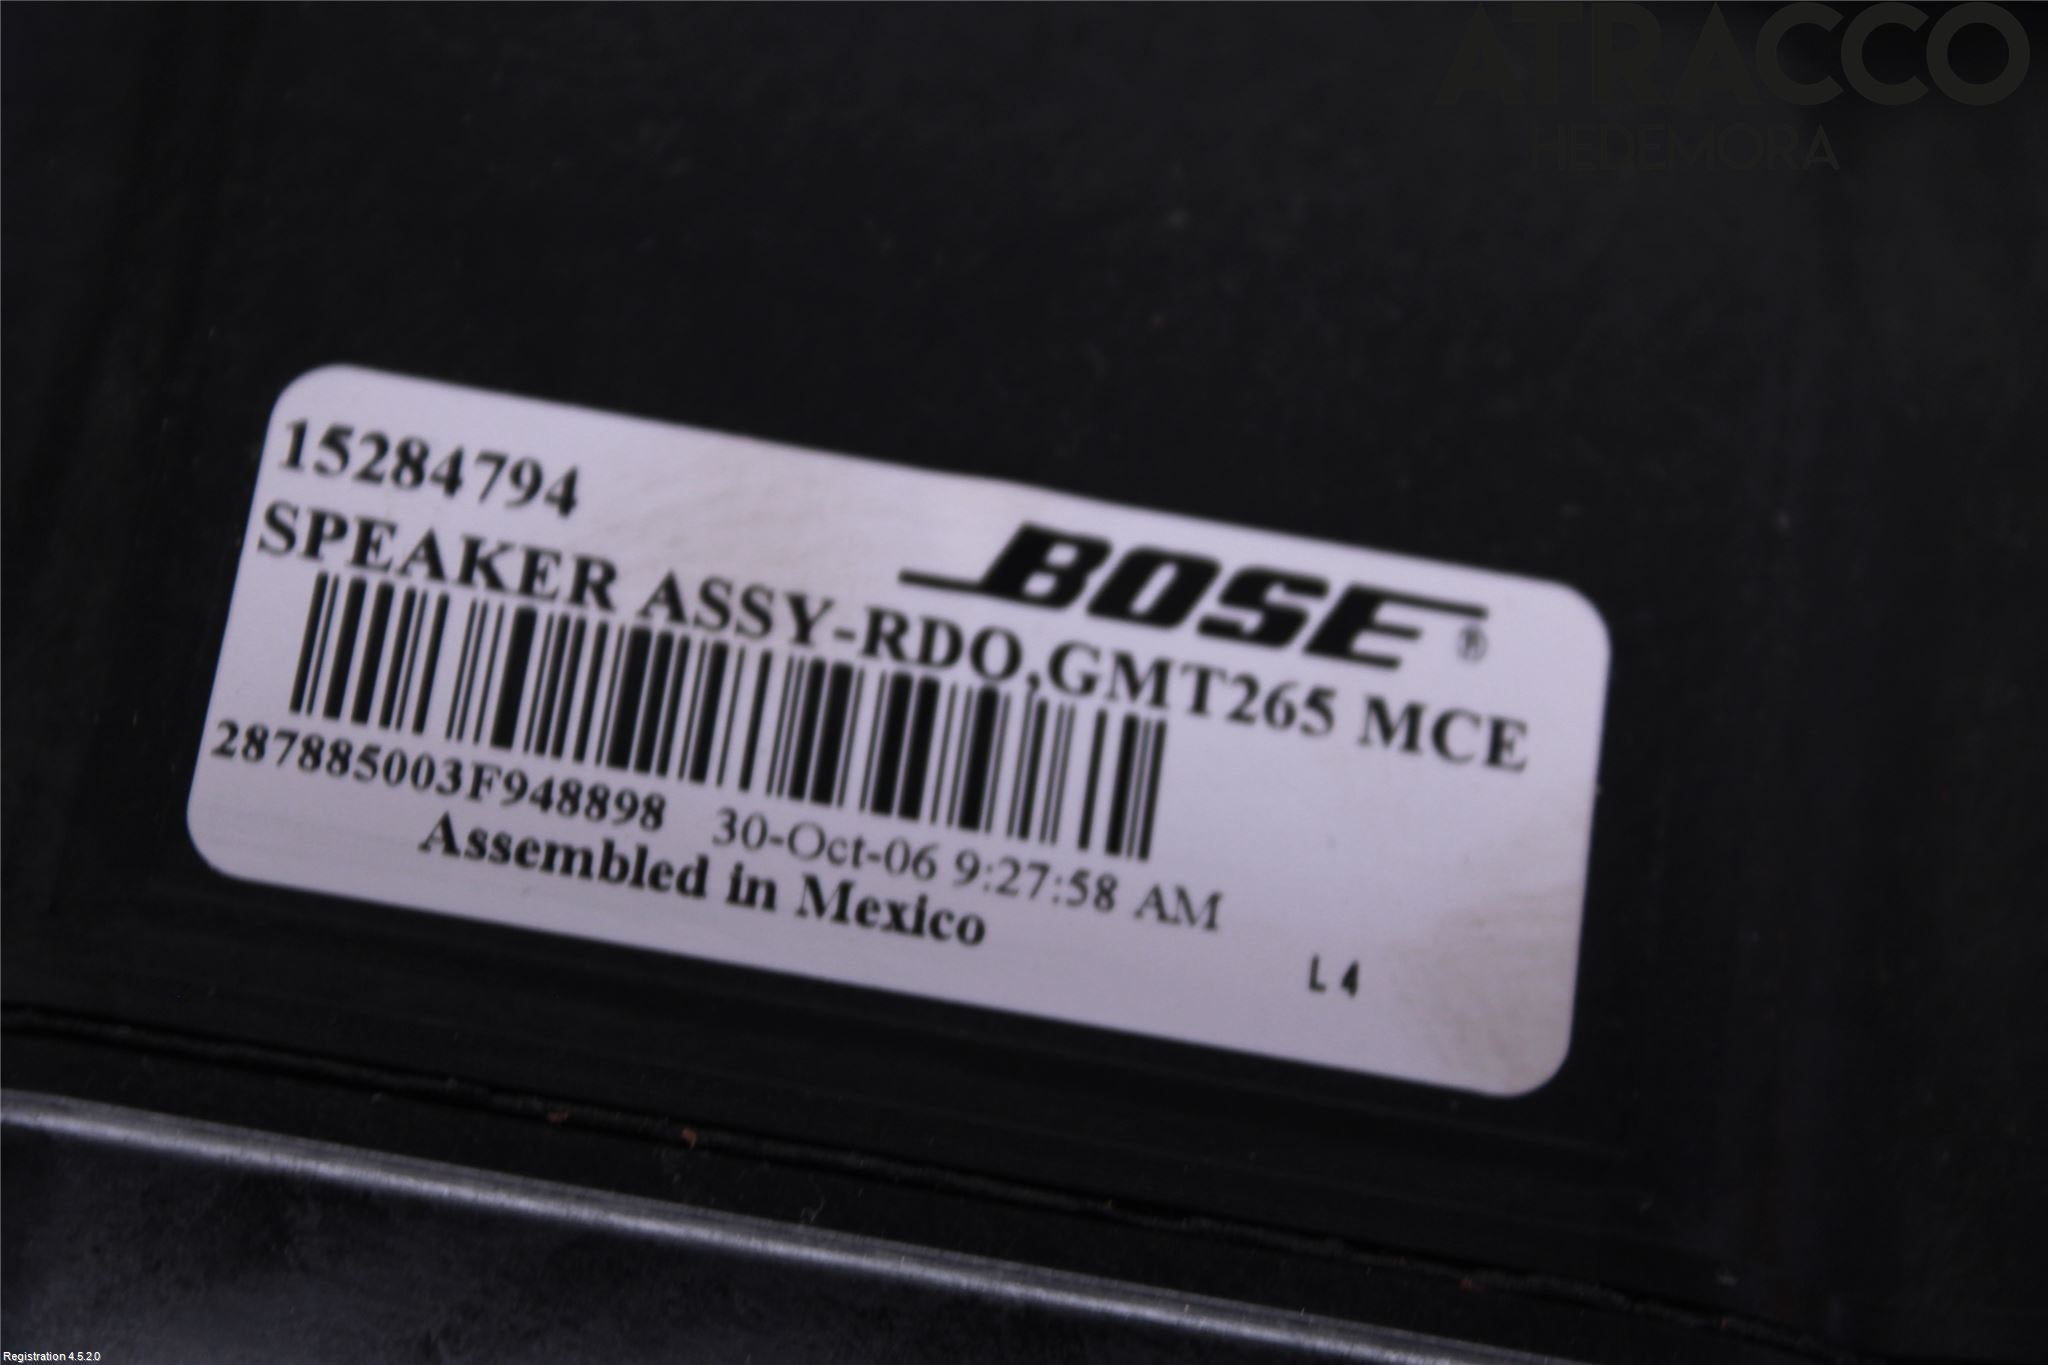 ATRACCO
HEDEMORA
15284794
BOSE®
SPEAKER ASSY-RDO,GMT265 MCE
287885003F948898 30-Oct-06 9:27:58 AM
Assembled in Mexico
L 4
Registration 4.5.2.0